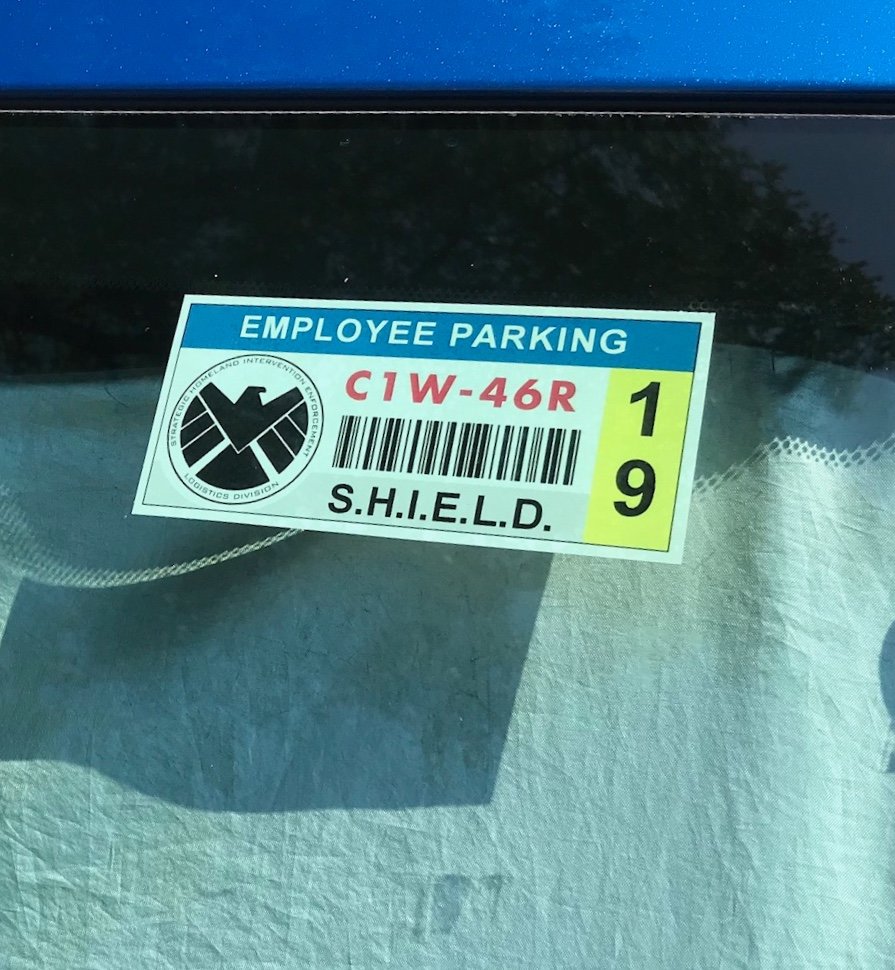 EMPLOYEE PARKING
STRATEGIC HOMELAND INTERVENTION ENFORCEMENT
LOGISTICS DIVISION
C1W-46R
S.H.I.E.L.D.
1
9